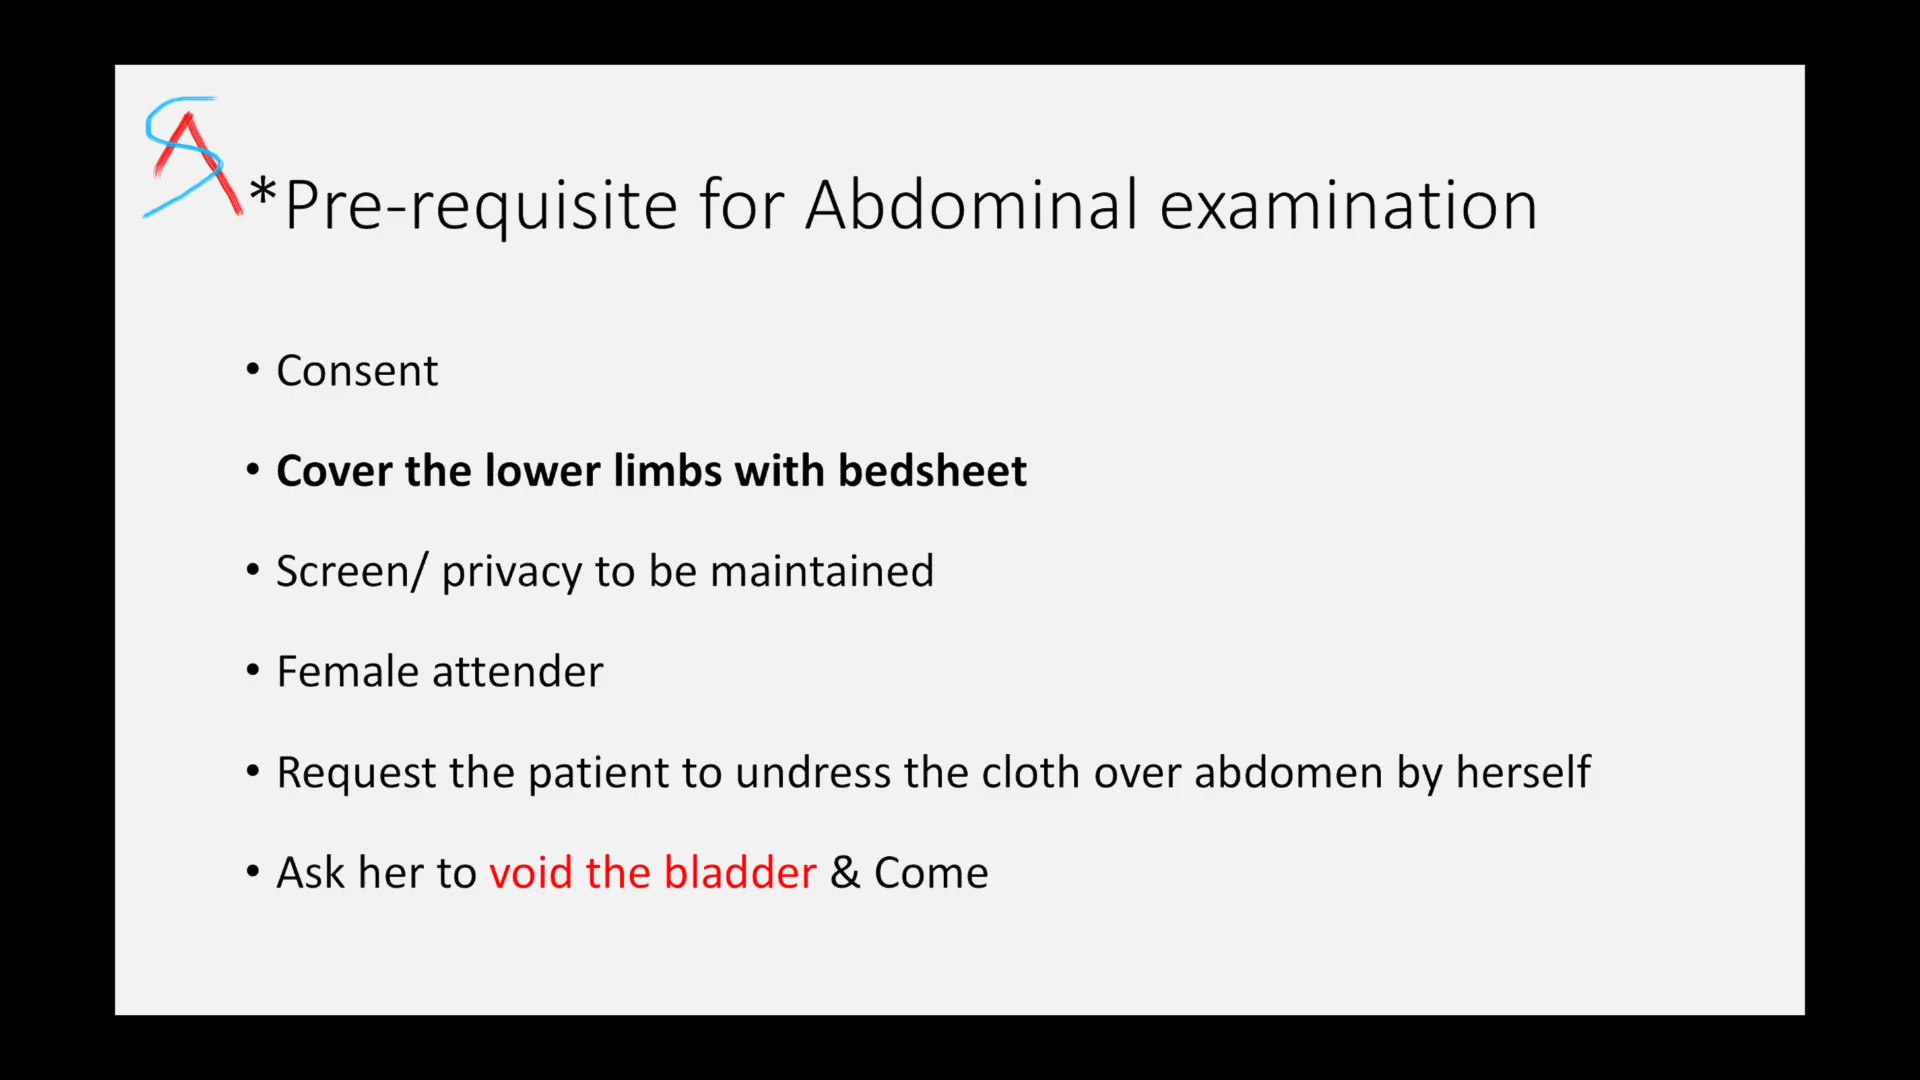 SA
*Pre-requisite for Abdominal examination
• Consent
• Cover the lower limbs with bedsheet
• Screen/ privacy to be maintained
• Female attender
• Request the patient to undress the cloth over abdomen by herself
• Ask her to void the bladder & Come